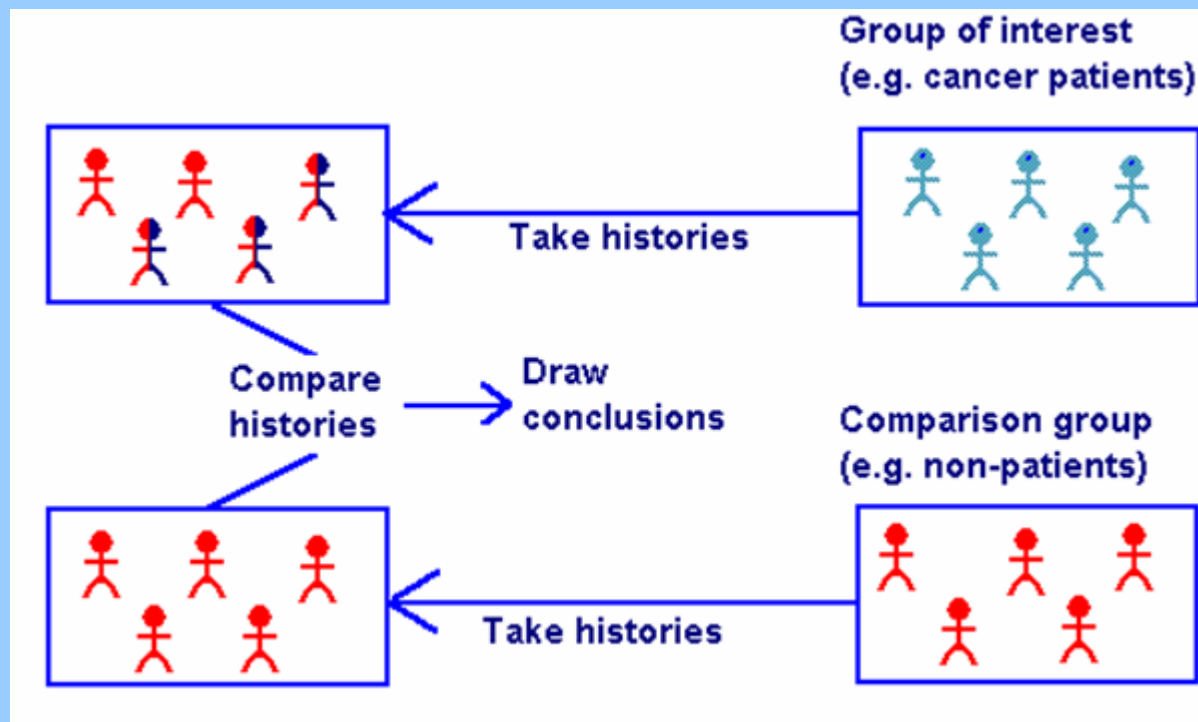 Group of interest
(e.g. cancer patients)
Take histories
Compare
histories
Draw
conclusions
Comparison group
(e.g. non-patients)
Take histories